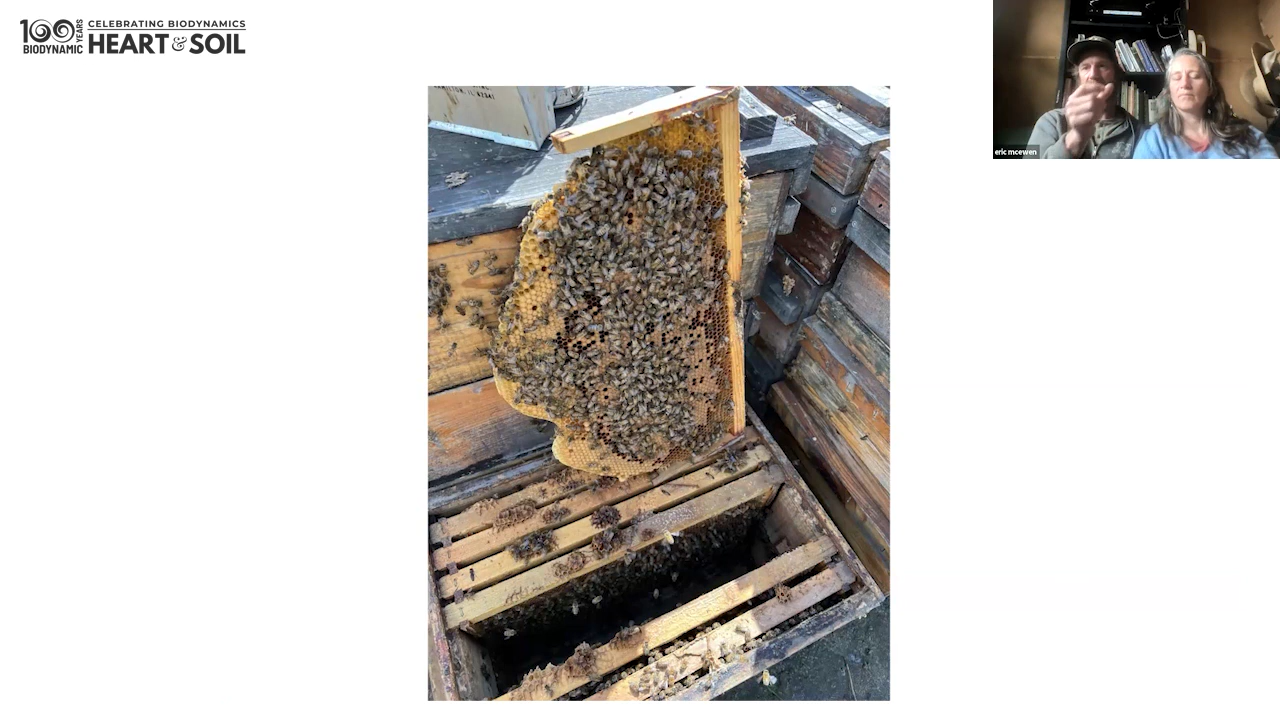 100 YEARS
BIODYNAMIC
CELEBRATING BIODYNAMICS
HEART & SOIL
eric mcewen